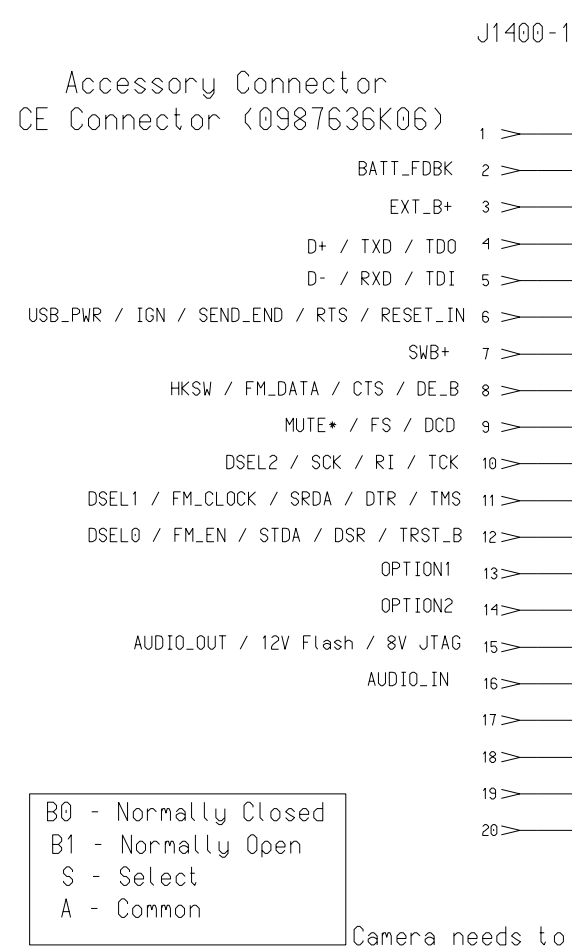 J1400-1
Accessory Connector
CE Connector (0987636K06)
1
BATT_FDBK 2
EXT_B+ 3
D+ / TXD / TDO 4
D- / RXD / TDI 5
USB_PWR / IGN / SEND_END / RTS / RESET_IN 6
SWB+ 7
HKSW / FM_DATA / CTS / DE_B 8
MUTE* / FS / DCD 9
DSEL2 / SCK / RI / TCK 10
DSEL1 / FM_CLOCK / SRDA / DTR / TMS 11
DSEL0 / FM_EN / STDA / DSR / TRST_B 12
OPTION1 13
OPTION2 14
AUDIO_OUT / 12V Flash / 8V JTAG 15
AUDIO_IN 16
17
18
19
20
B0 - Normally Closed
B1 - Normally Open
S - Select
A - Common
Camera needs to